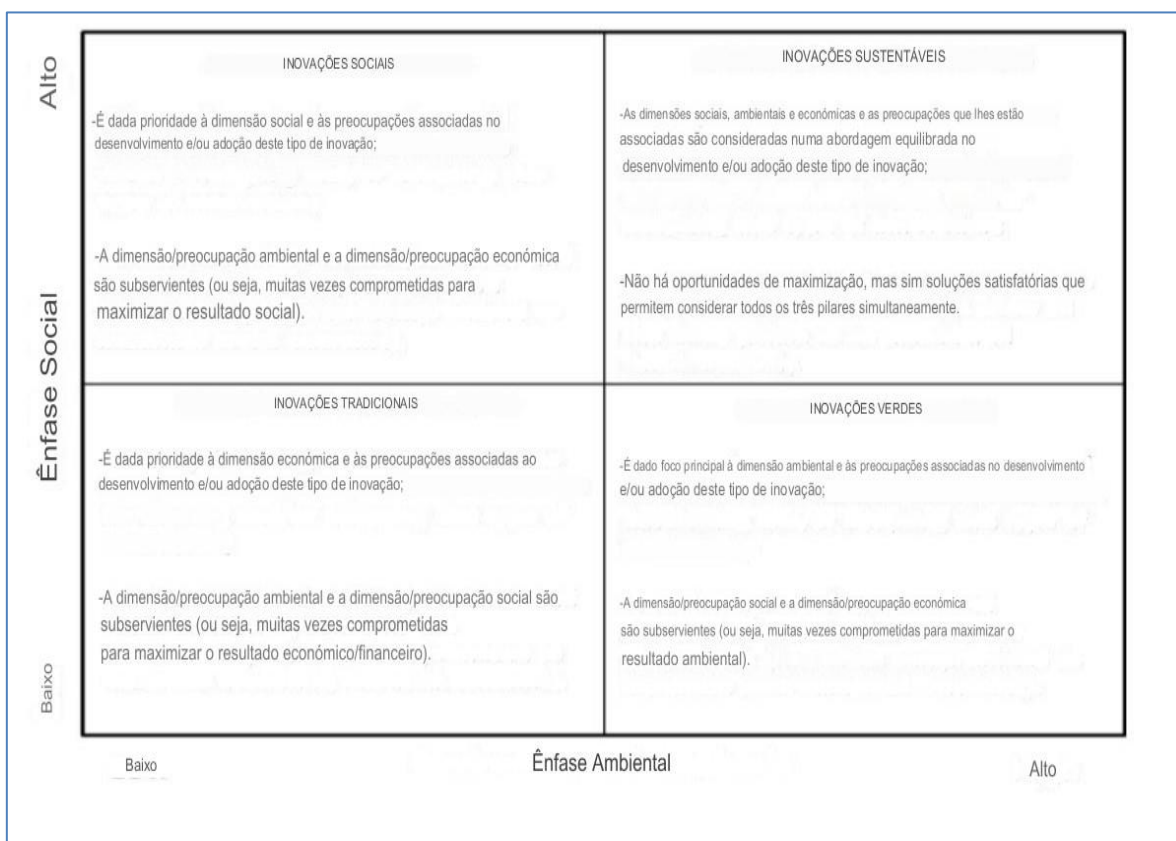 Alto
Ênfase Social
Baixo
INOVAÇÕES SOCIAIS
-É dada prioridade à dimensão social e às preocupações associadas no
desenvolvimento e/ou adoção deste tipo de inovação;
-A dimensão/preocupação ambiental e a dimensão/preocupação económica
são subservientes (ou seja, muitas vezes comprometidas para
maximizar o resultado social).
INOVAÇÕES SUSTENTÁVEIS
-As dimensões sociais, ambientais e económicas e as preocupações que lhes estão
associadas são consideradas numa abordagem equilibrada no
desenvolvimento e/ou adoção deste tipo de inovação;
-Não há oportunidades de maximização, mas sim soluções satisfatórias que
permitem considerar todos os três pilares simultaneamente.
INOVAÇÕES TRADICIONAIS
-É dada prioridade à dimensão económica e às preocupações associadas ao
desenvolvimento e/ou adoção deste tipo de inovação;
-A dimensão/preocupação ambiental e a dimensão/preocupação social são
subservientes (ou seja, muitas vezes comprometidas
para maximizar o resultado económico/financeiro).
INOVAÇÕES VERDES
-É dado foco principal à dimensão ambiental e às preocupações associadas no desenvolvimento
e/ou adoção deste tipo de inovação;
-A dimensão/preocupação social e a dimensão/preocupação económica
são subservientes (ou seja, muitas vezes comprometidas para maximizar o
resultado ambiental).
Baixo
Ênfase Ambiental
Alto